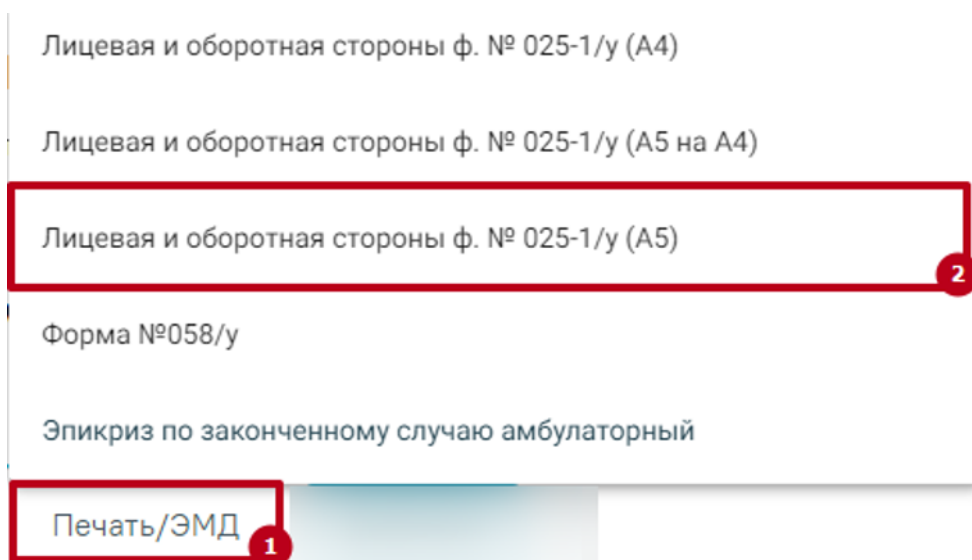 Лицевая и оборотная стороны ф. № 025-1/у (А4)
Лицевая и оборотная стороны ф. № 025-1/у (А5 на А4)
Лицевая и оборотная стороны ф. № 025-1/у (А5)
2
Форма №058/у
Эпикриз по законченному случаю амбулаторный
Печать/ЭМД
1